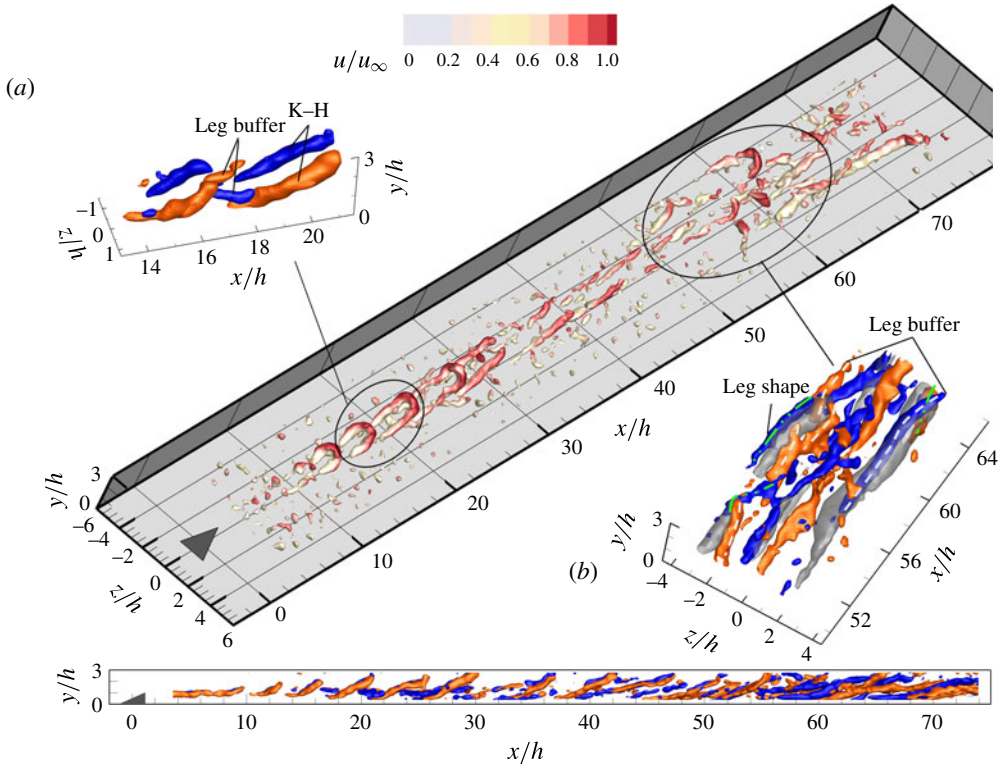 u/u∞ 0 0.2 0.4 0.6 0.8 1.0
(a)
Leg buffer K–H
3
0
y/h
−1
0
1
z/h
14 16 18 20
x/h
0 10 20 30 40 50 60 70
x/h
3
0
y/h
−6 −4 −2 0 2 4 6
z/h
Leg buffer
Leg shape
(b)
3
0
y/h
−4 −2 0 2 4
z/h
52 56 60 64
x/h
3
0
y/h
0 10 20 30 40 50 60 70
x/h